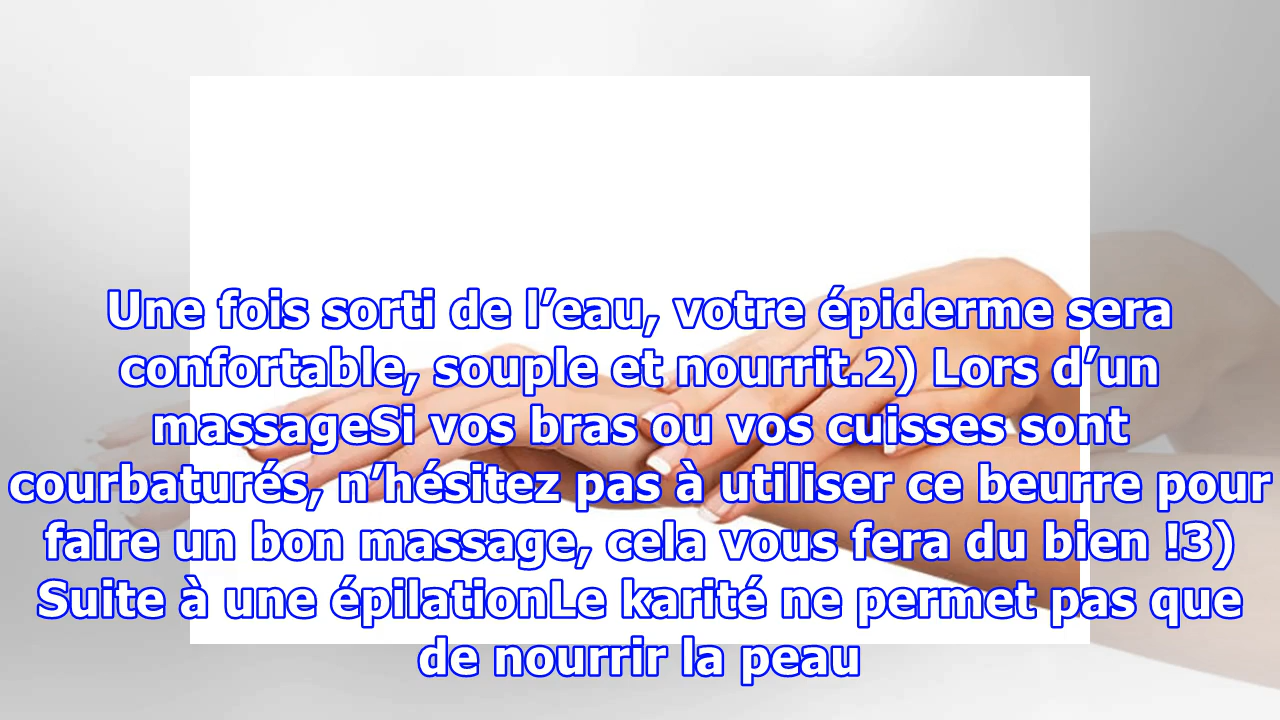 Une fois sorti de l’eau, votre épiderme sera
confortable, souple et nourrit.2) Lors d’un
massageSi vos bras ou vos cuisses sont
courbaturés, n’hésitez pas à utiliser ce beurre pour
faire un bon massage, cela vous fera du bien !3)
Suite à une épilationLe karité ne permet pas que
de nourrir la peau